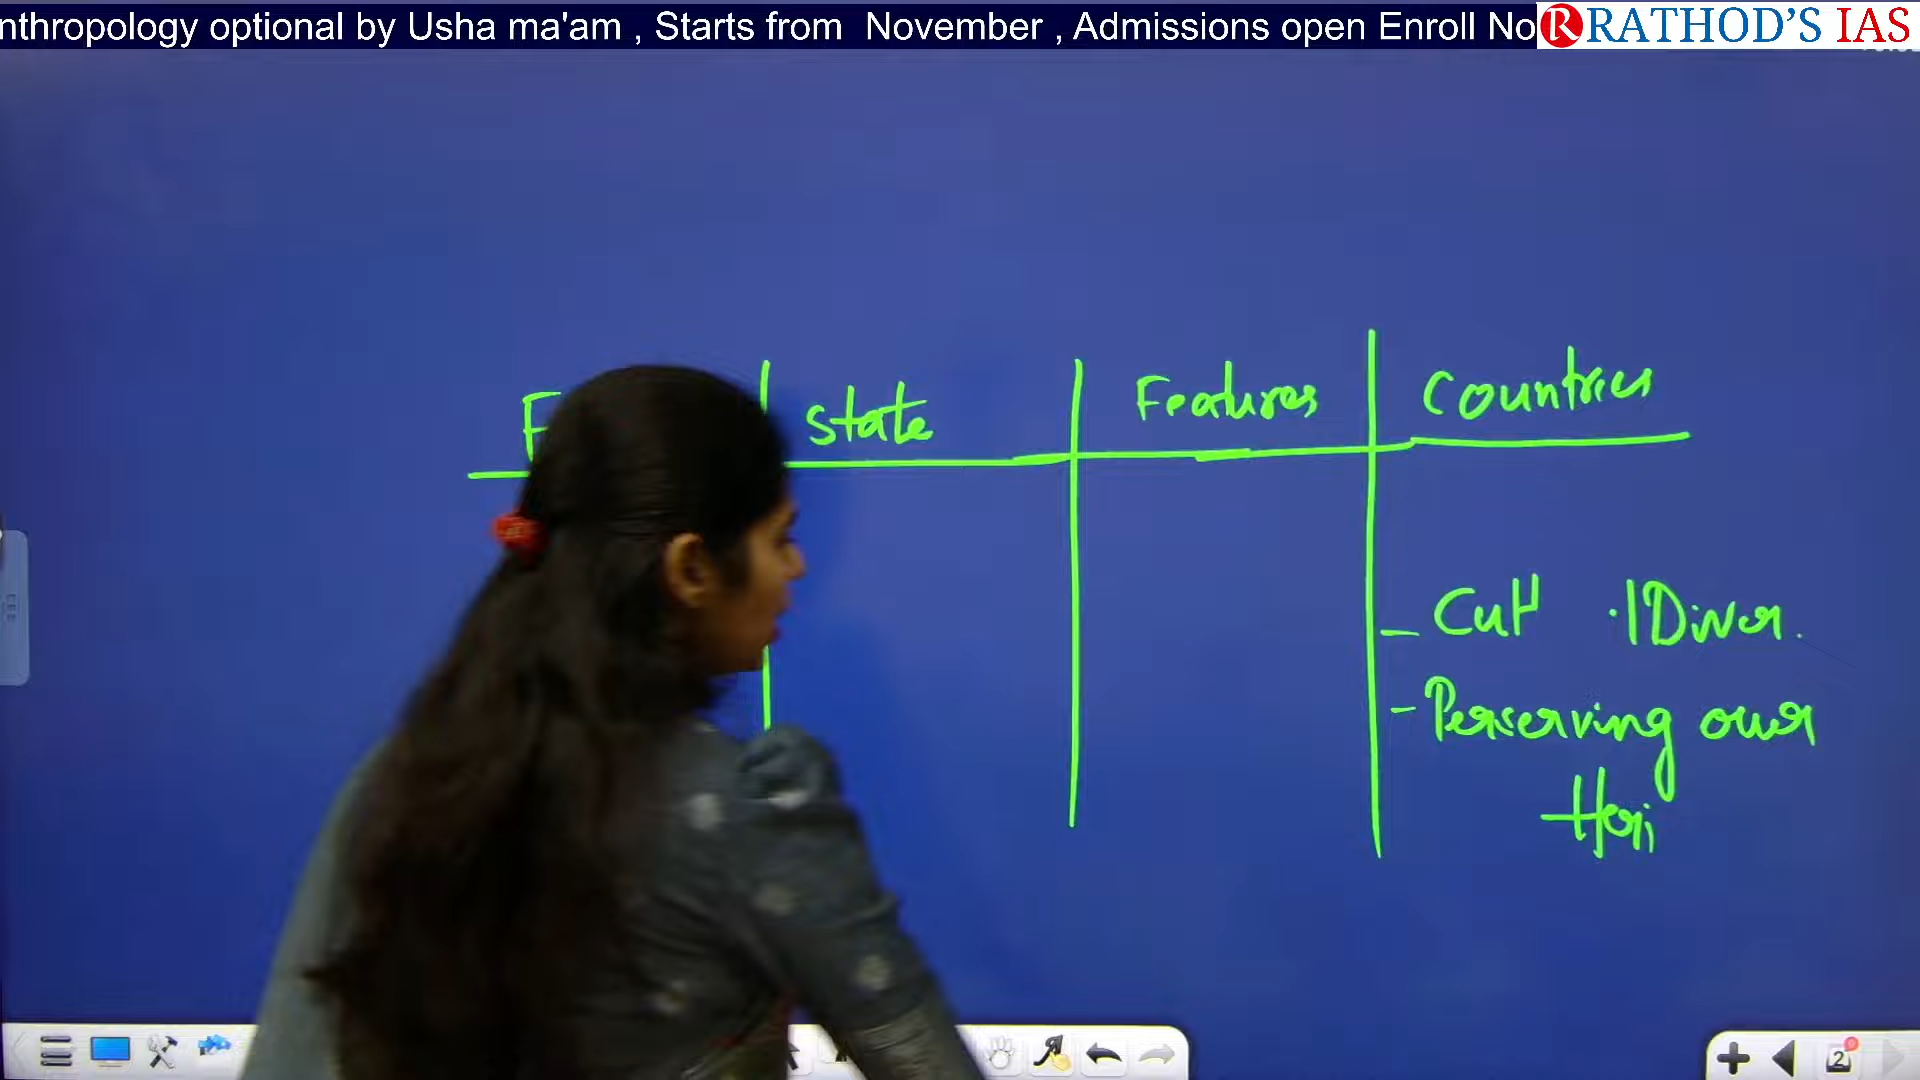 nthropology optional by Usha ma'am , Starts from November , Admissions open Enroll No
RATHOD'S IAS
State
Features
Countries
- Cult . | Diver.
- Perserving our
Heri
2